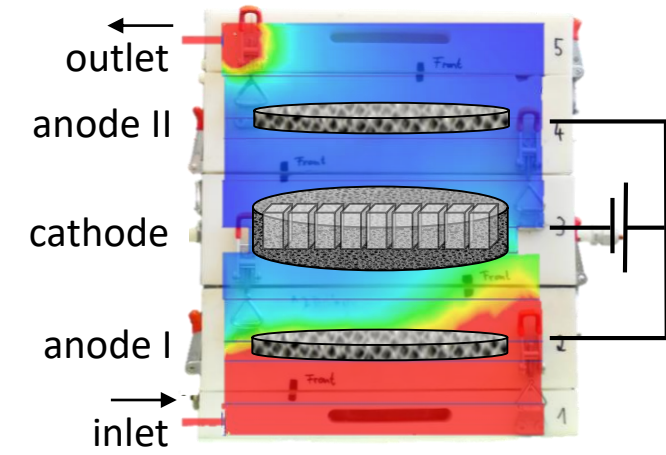 outlet
5
Front
anode II
4
Front
cathode
3
Front
anode I
2
Front
inlet
1